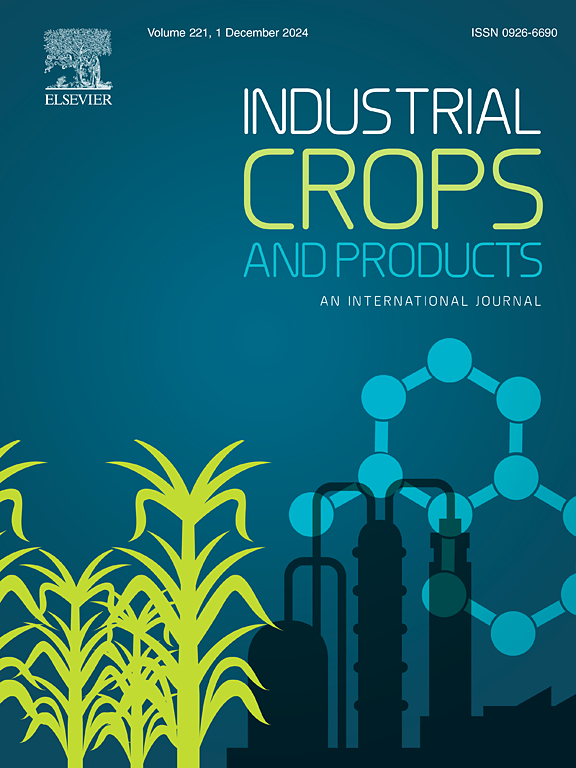 Volume 221, 1 December 2024
ISSN 0926-6690
ELSEVIER
INDUSTRIAL
CROPS
AND PRODUCTS
AN INTERNATIONAL JOURNAL